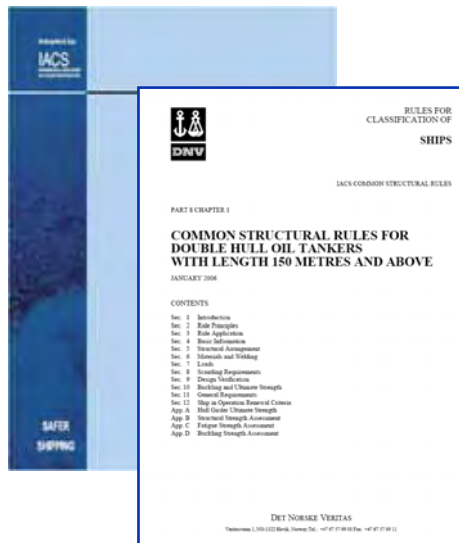 IACS
SAFER
SHIPPING
DNV
RULES FOR
CLASSIFICATION OF
SHIPS
IACS COMMON STRUCTURAL RULES
PART 8 CHAPTER 1
COMMON STRUCTURAL RULES FOR
DOUBLE HULL OIL TANKERS
WITH LENGTH 150 METRES AND ABOVE
JANUARY 2006
CONTENTS
Sec. 1 Introduction
Sec. 2 Rule Principles
Sec. 3 Rule Application
Sec. 4 Basic Information
Sec. 5 Structural Arrangement
Sec. 6 Materials and Welding
Sec. 7 Loads
Sec. 8 Scantling Requirements
Sec. 9 Design Verification
Sec. 10 Buckling and Ultimate Strength
Sec. 11 General Requirements
Sec. 12 Ship in Operation Renewal Criteria
App. A Hull Girder Ultimate Strength
App. B Structural Strength Assessment
App. C Fatigue Strength Assessment
App. D Buckling Strength Assessment
DET NORSKE VERITAS